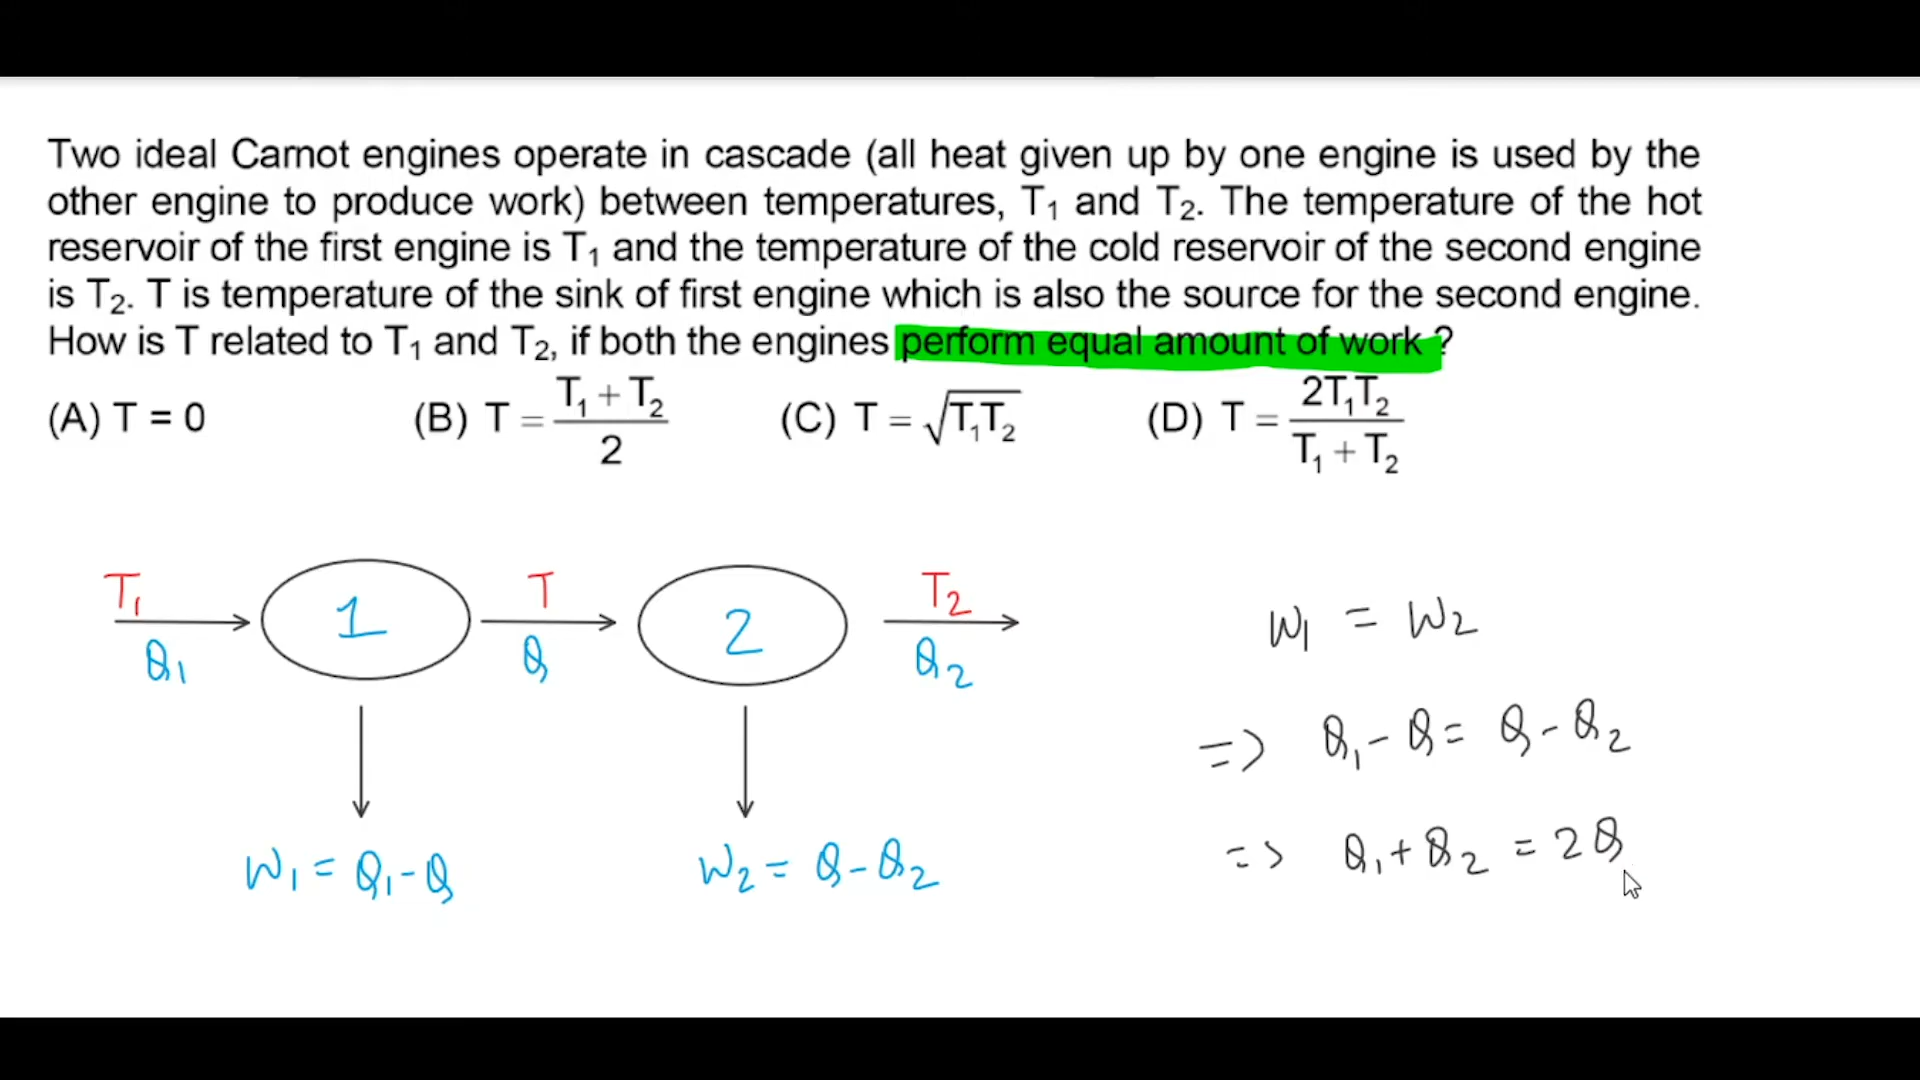 Two ideal Carnot engines operate in cascade (all heat given up by one engine is used by the
other engine to produce work) between temperatures, T₁ and T₂. The temperature of the hot
reservoir of the first engine is T₁ and the temperature of the cold reservoir of the second engine
is T₂. T is temperature of the sink of first engine which is also the source for the second engine.
How is T related to T₁ and T₂, if both the engines perform equal amount of work ?
(A) T = 0 (B) T = (T₁ + T₂)/2 (C) T = √T₁T₂ (D) T = 2T₁T₂/(T₁ + T₂)
T₁ T T₂
1 2
Q₁ Q Q₂
W₁ = Q₁ - Q W₂ = Q - Q₂
W₁ = W₂
=> Q₁ - Q = Q - Q₂
=> Q₁ + Q₂ = 2Q